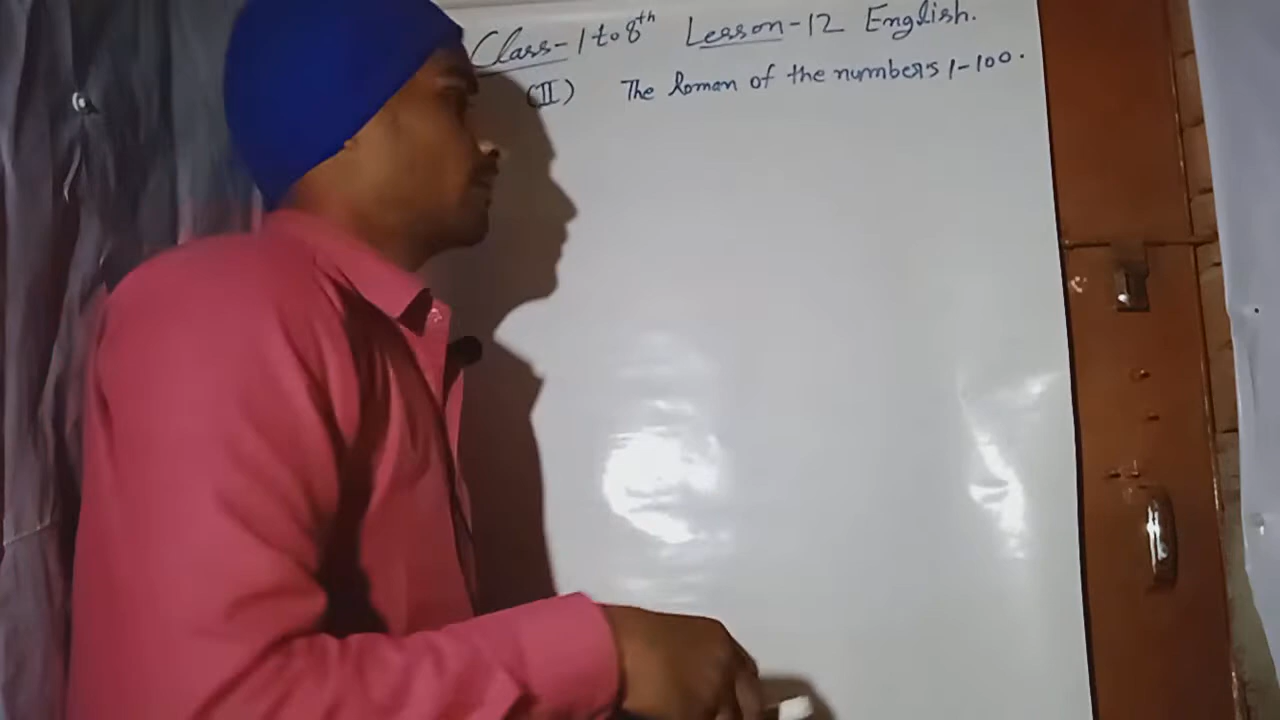 Class-1 to 8th Lesson-12 English.
(II) The Roman of the numbers 1-100.